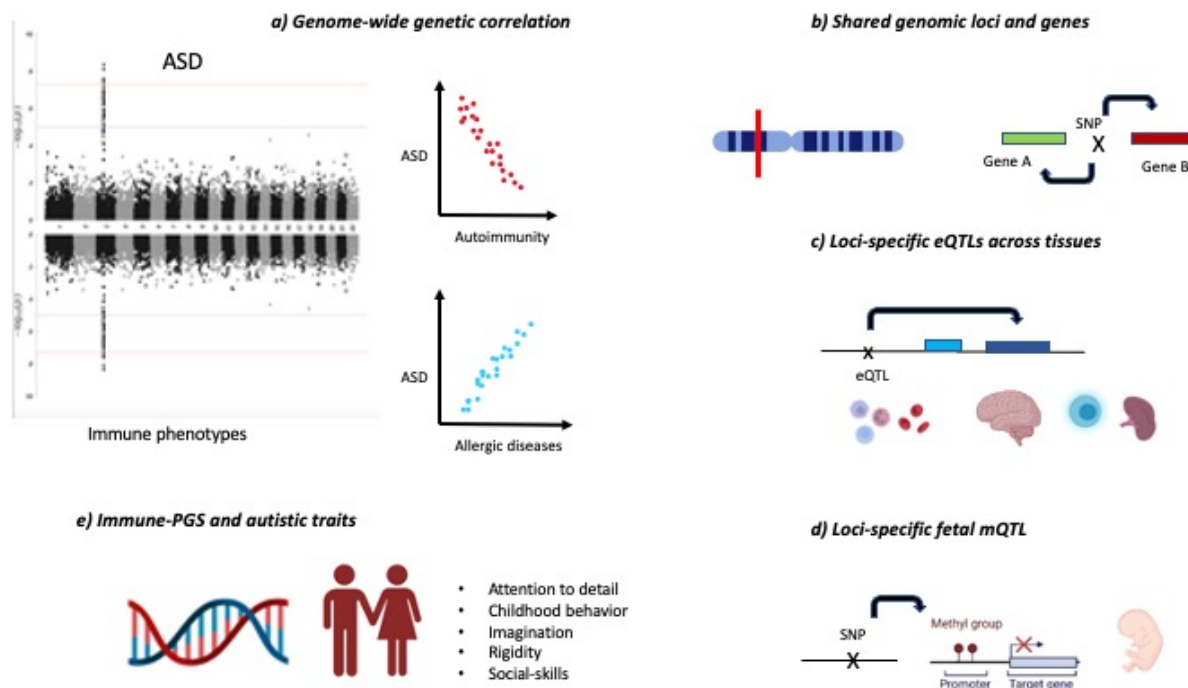 a) Genome-wide genetic correlation
ASD
ASD
Autoimmunity
ASD
Allergic diseases
Immune phenotypes
b) Shared genomic loci and genes
SNP
Gene A
Gene B
c) Loci-specific eQTLs across tissues
eQTL
e) Immune-PGS and autistic traits
• Attention to detail
• Childhood behavior
• Imagination
• Rigidity
• Social-skills
d) Loci-specific fetal mQTL
SNP
Methyl group
Promoter
Target gene